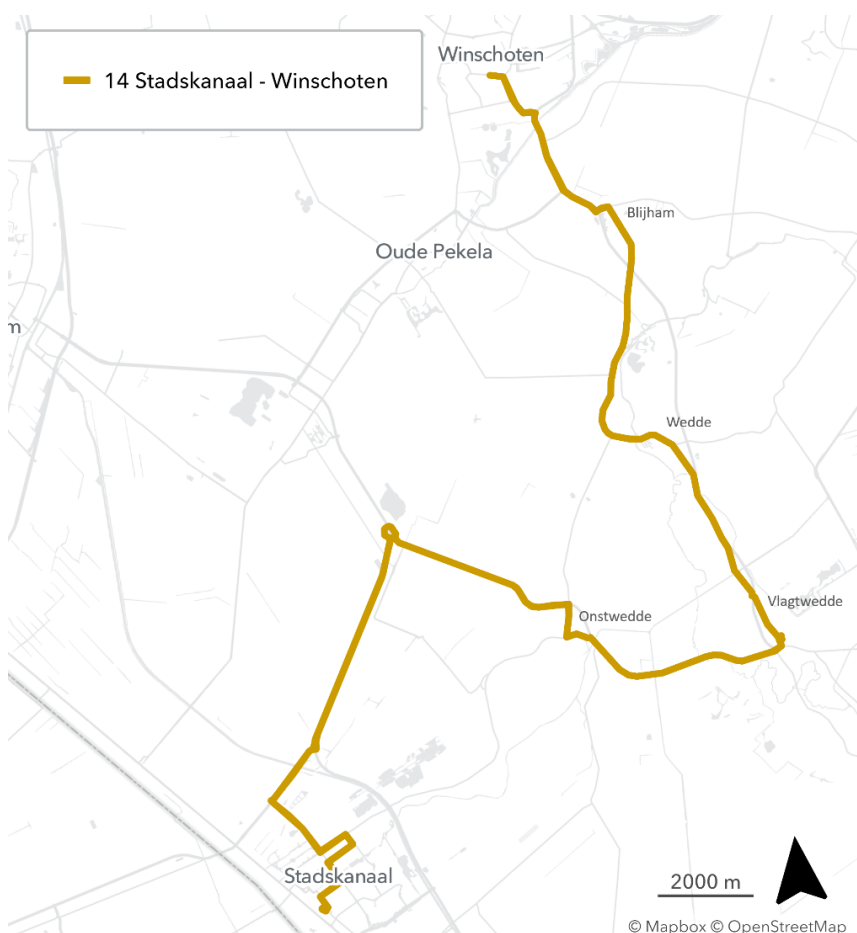 14 Stadskanaal - Winschoten
Winschoten
Blijham
Oude Pekela
m
Wedde
Vlagtwedde
Onstwedde
Stadskanaal
2000 m
© Mapbox © OpenStreetMap